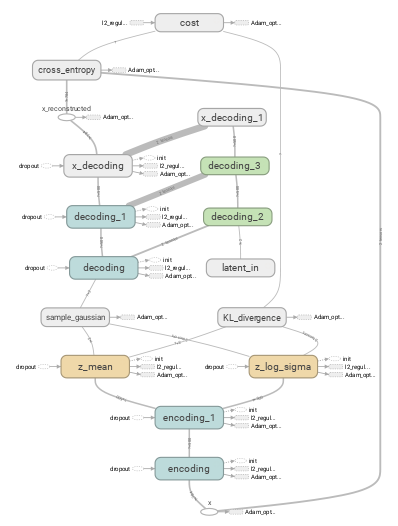 cost
l2_regul...
Adam_opt...
cross_entropy
Adam_opt...
x_reconstructed
Adam_opt...
x_decoding_1
x_decoding
dropout
init
l2_regul...
Adam_opt...
decoding_3
decoding_1
dropout
init
l2_regul...
Adam_opt...
decoding_2
decoding
dropout
init
l2_regul...
Adam_opt...
latent_in
sample_gaussian
Adam_opt...
KL_divergence
Adam_opt...
z_mean
dropout
init
l2_regul...
Adam_opt...
z_log_sigma
dropout
init
l2_regul...
Adam_opt...
encoding_1
dropout
init
l2_regul...
Adam_opt...
encoding
dropout
init
l2_regul...
Adam_opt...
x
Adam_opt...